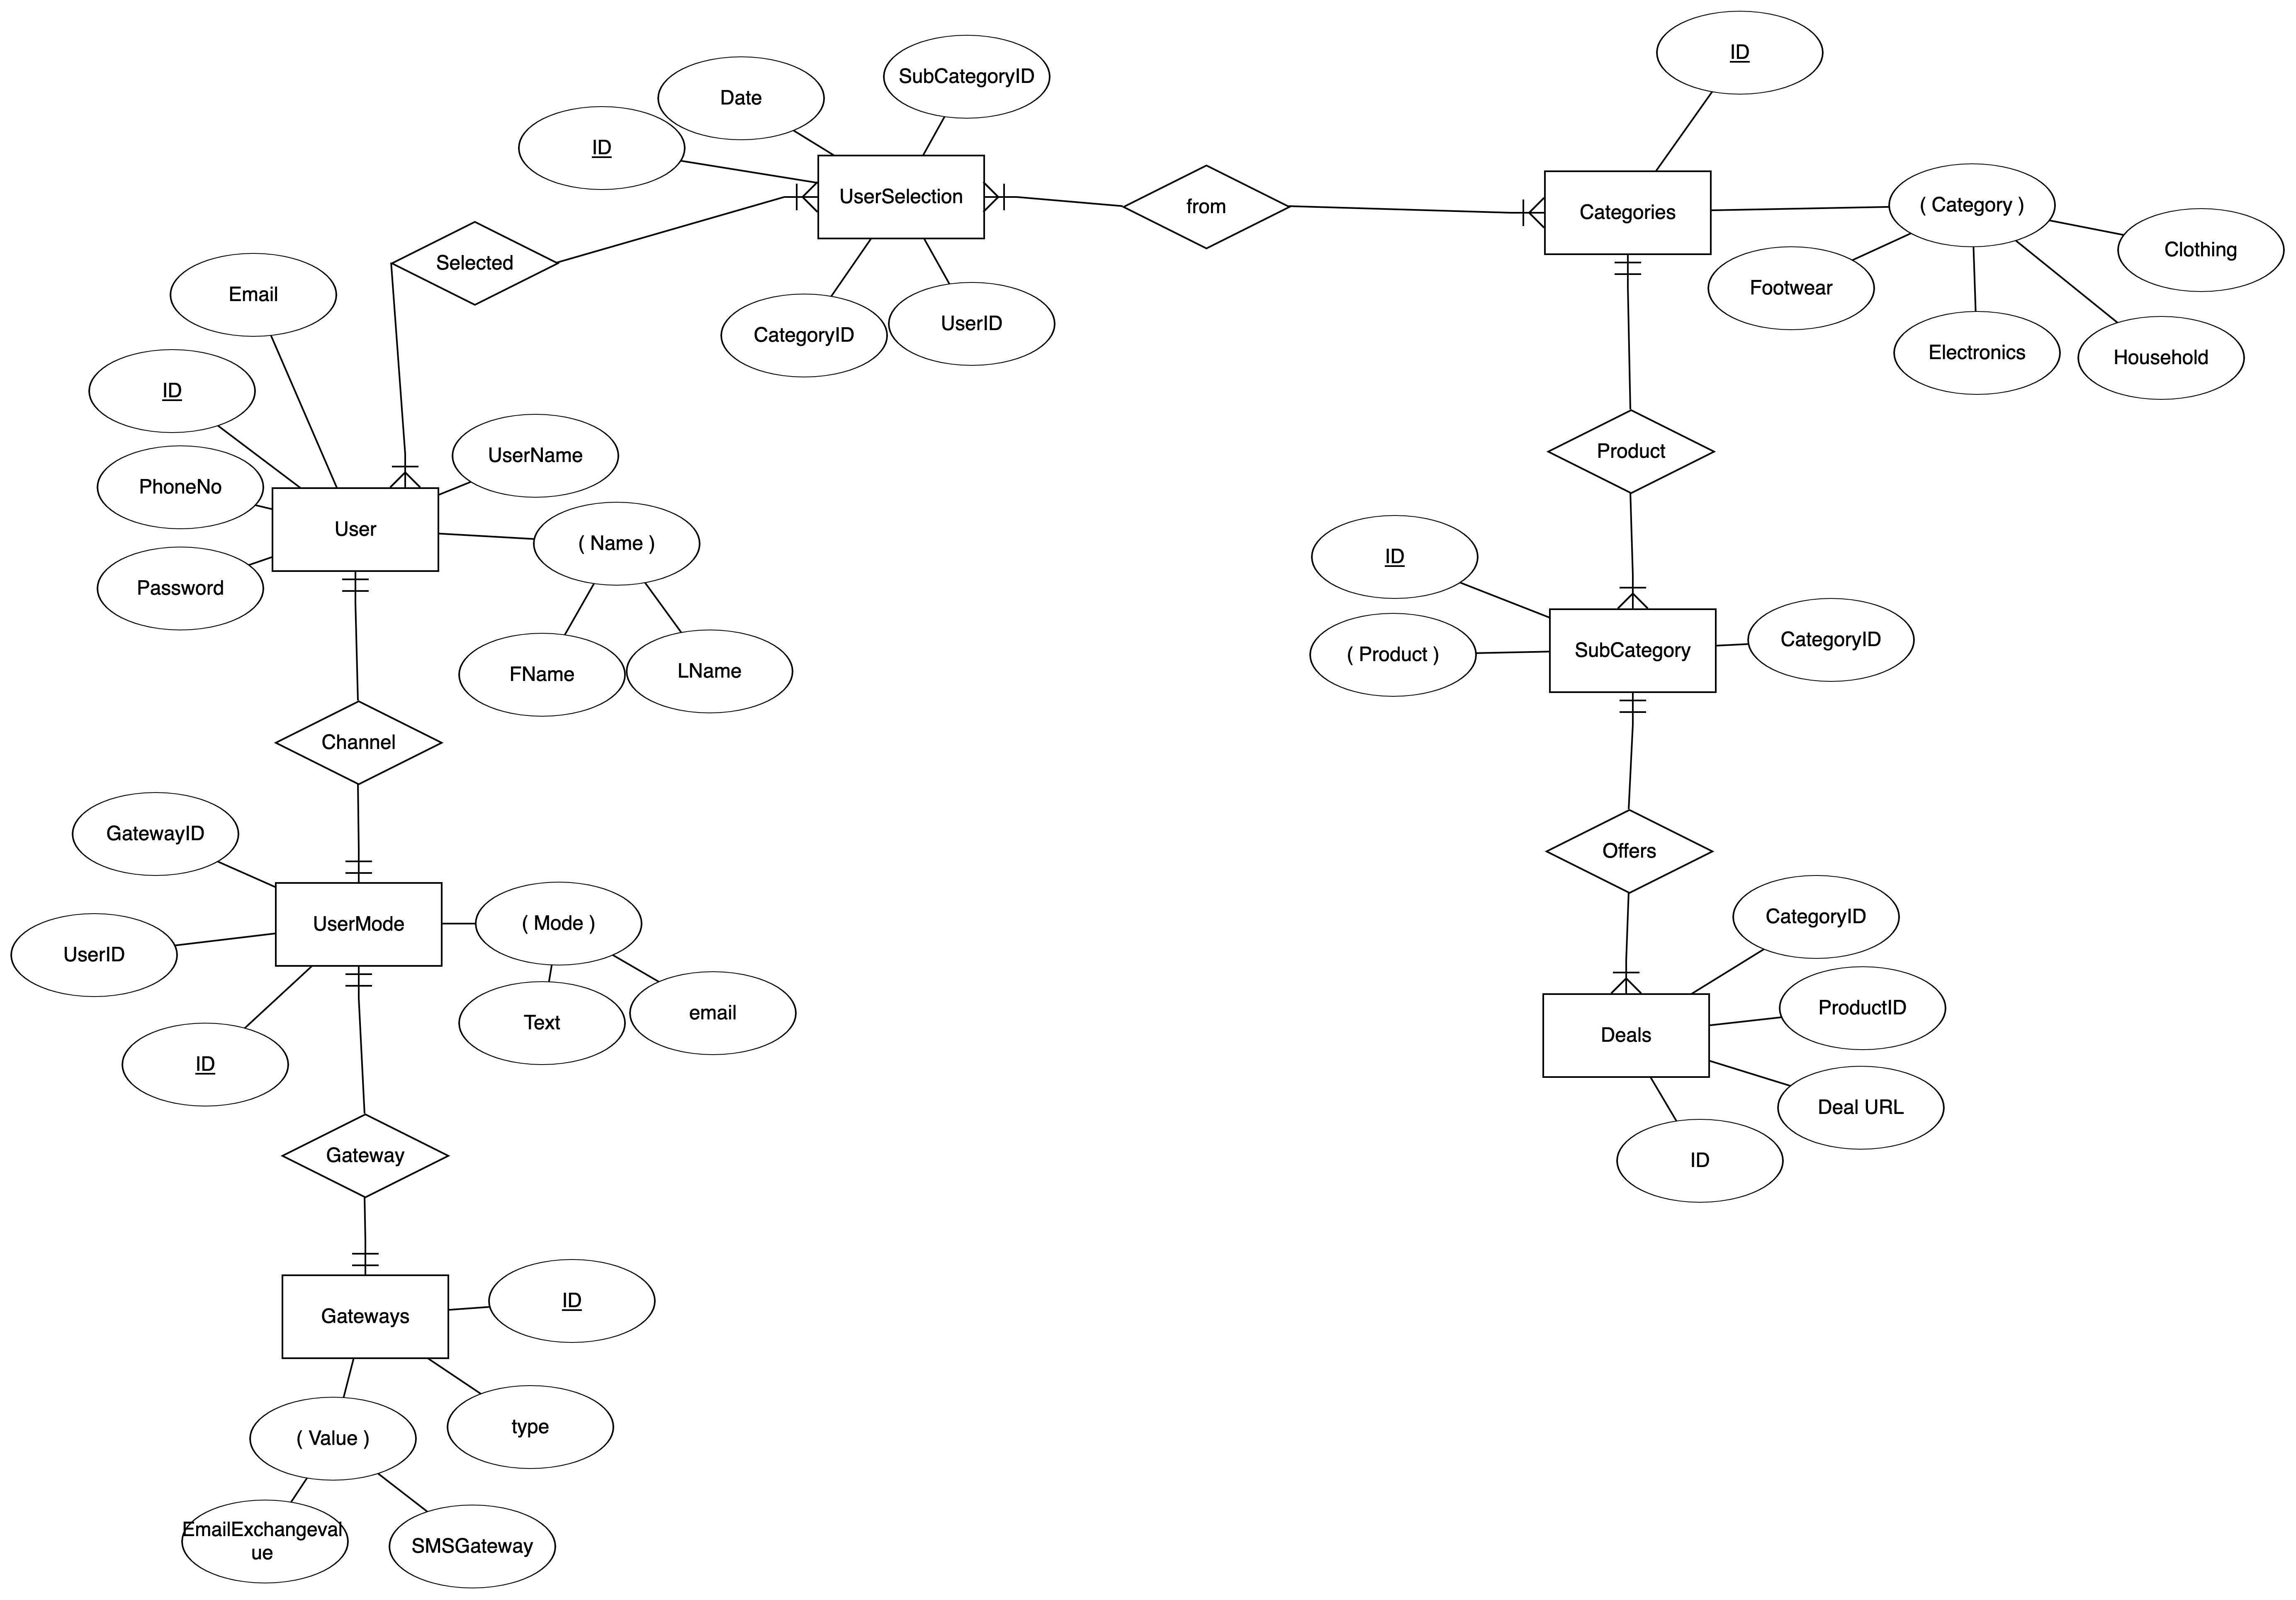 ID
SubCategoryID
Date
ID
UserSelection
from
Categories
( Category )
Clothing
Selected
Footwear
Email
CategoryID
UserID
Electronics
Household
ID
UserName
Product
PhoneNo
User
( Name )
ID
Password
FName
LName
( Product )
SubCategory
CategoryID
Channel
GatewayID
Offers
UserMode
( Mode )
CategoryID
UserID
Text
email
ProductID
Deals
ID
Deal URL
Gateway
ID
Gateways
ID
( Value )
type
EmailExchangeval
ue
SMSGateway